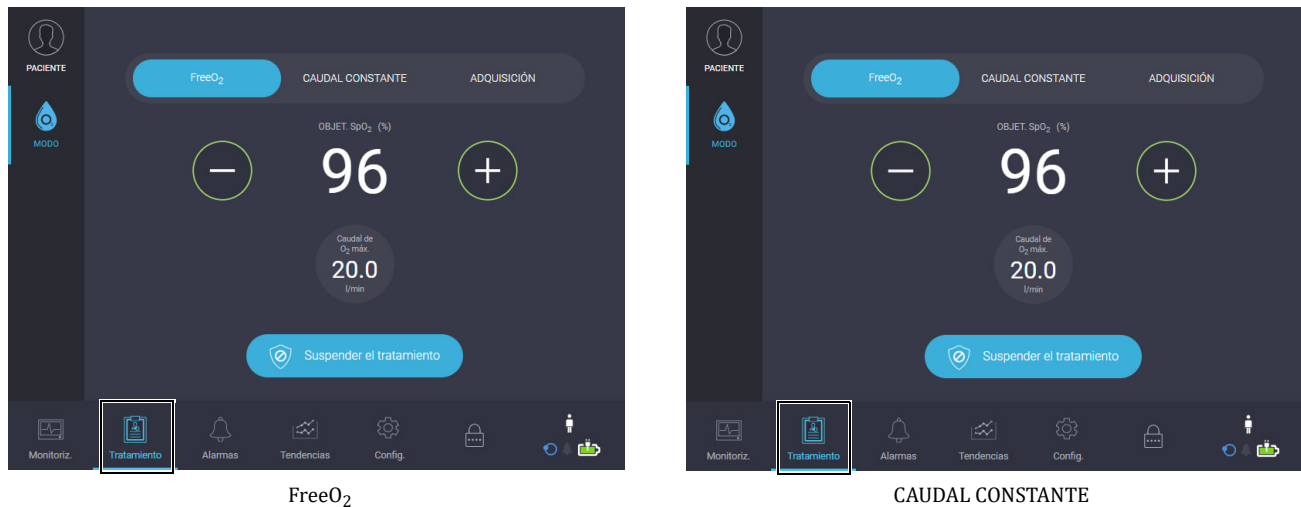 PACIENTE
MODO
FreeO₂ CAUDAL CONSTANTE ADQUISICIÓN
OBJET. SpO₂ (%)
96
Caudal de
O₂ máx.
20.0
l/min
Suspender el tratamiento
Monitoriz. Tratamiento Alarmas Tendencias Config.
FreeO₂
PACIENTE
MODO
FreeO₂ CAUDAL CONSTANTE ADQUISICIÓN
OBJET. SpO₂ (%)
96
Caudal de
O₂ máx.
20.0
l/min
Suspender el tratamiento
Monitoriz. Tratamiento Alarmas Tendencias Config.
CAUDAL CONSTANTE